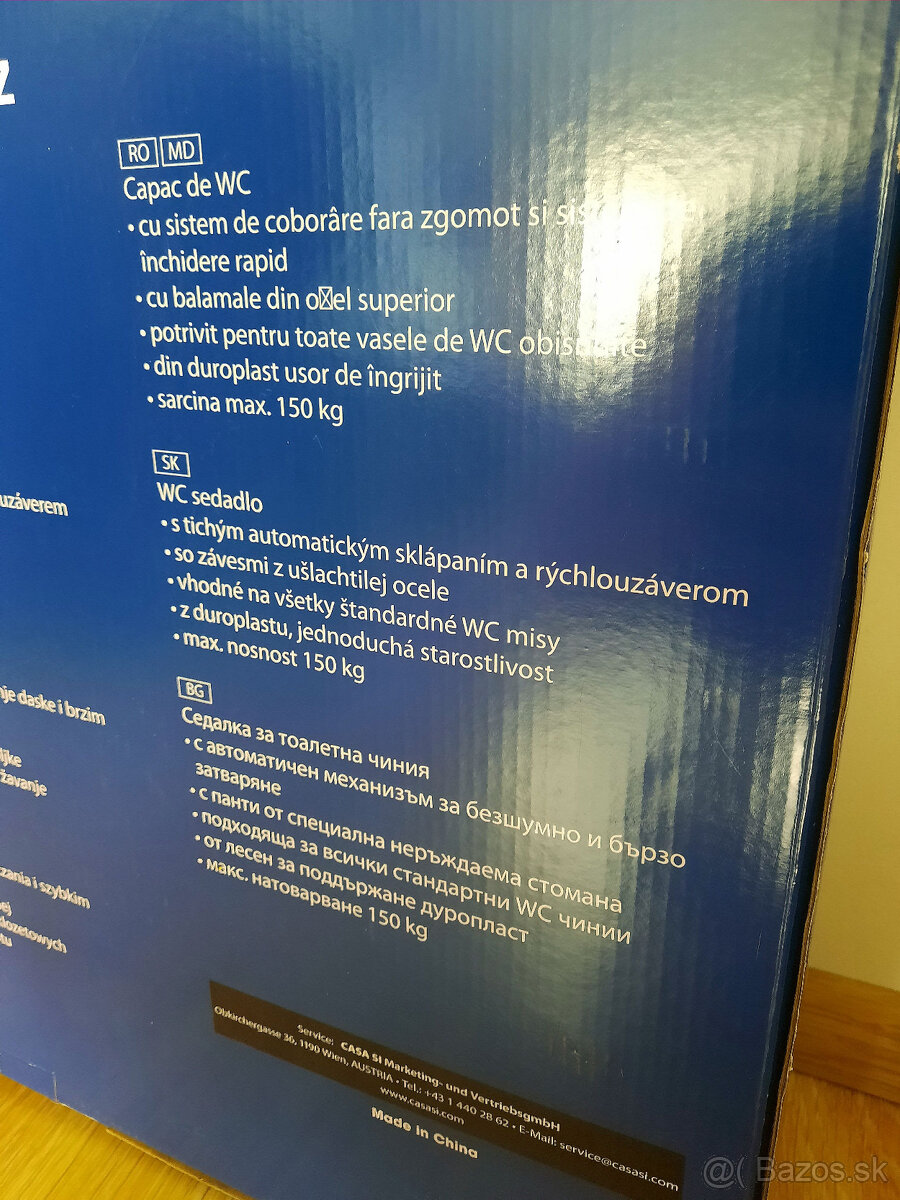 z
RO MD
Capac de WC
• cu sistem de coborâre fara zgomot si
închidere rapid
• cu balamale din o☒el superior
• potrivit pentru toate vasele de WC
• din duroplast usor de îngrijit
• sarcina max. 150 kg
SK
WC sedadlo
• s tichým automatickým sklápaním a rýchlouzáverom
• so závesmi z ušlachtilej ocele
• vhodné na všetky štandardné WC misy
• z duroplastu, jednoduchá starostlivost
• max. nosnost 150 kg
uzáverem
nje daske i brzim
ljke
žavanje
zania i szybkim
ej
klozetowych
tu
BG
Седалка за тоалетна чиния
• с автоматичен механизъм за безшумно и бързо
затваряне
• с панти от специална неръждаема стомана
• подходяща за всички стандартни WC чинии
• от лесен за поддържане дуропласт
• макс. натоварване 150 kg
Service: CASA SI Marketing- und VertriebsgmbH
Obkirchergasse 36, 1190 Wien, AUSTRIA • Tel.: +43 1 440 28 62 • E-Mail: service@casasi.com
www.casasi.com
Made in China
@( Bazos.sk